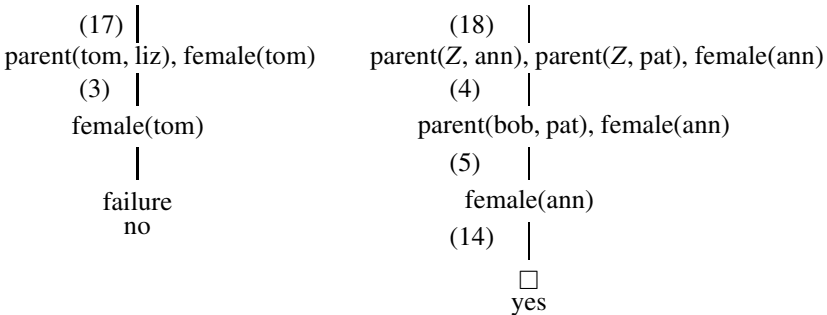 (17)
parent(tom, liz), female(tom)
(3)
female(tom)
failure
no
(18)
parent(Z, ann), parent(Z, pat), female(ann)
(4)
parent(bob, pat), female(ann)
(5)
female(ann)
(14)
□
yes